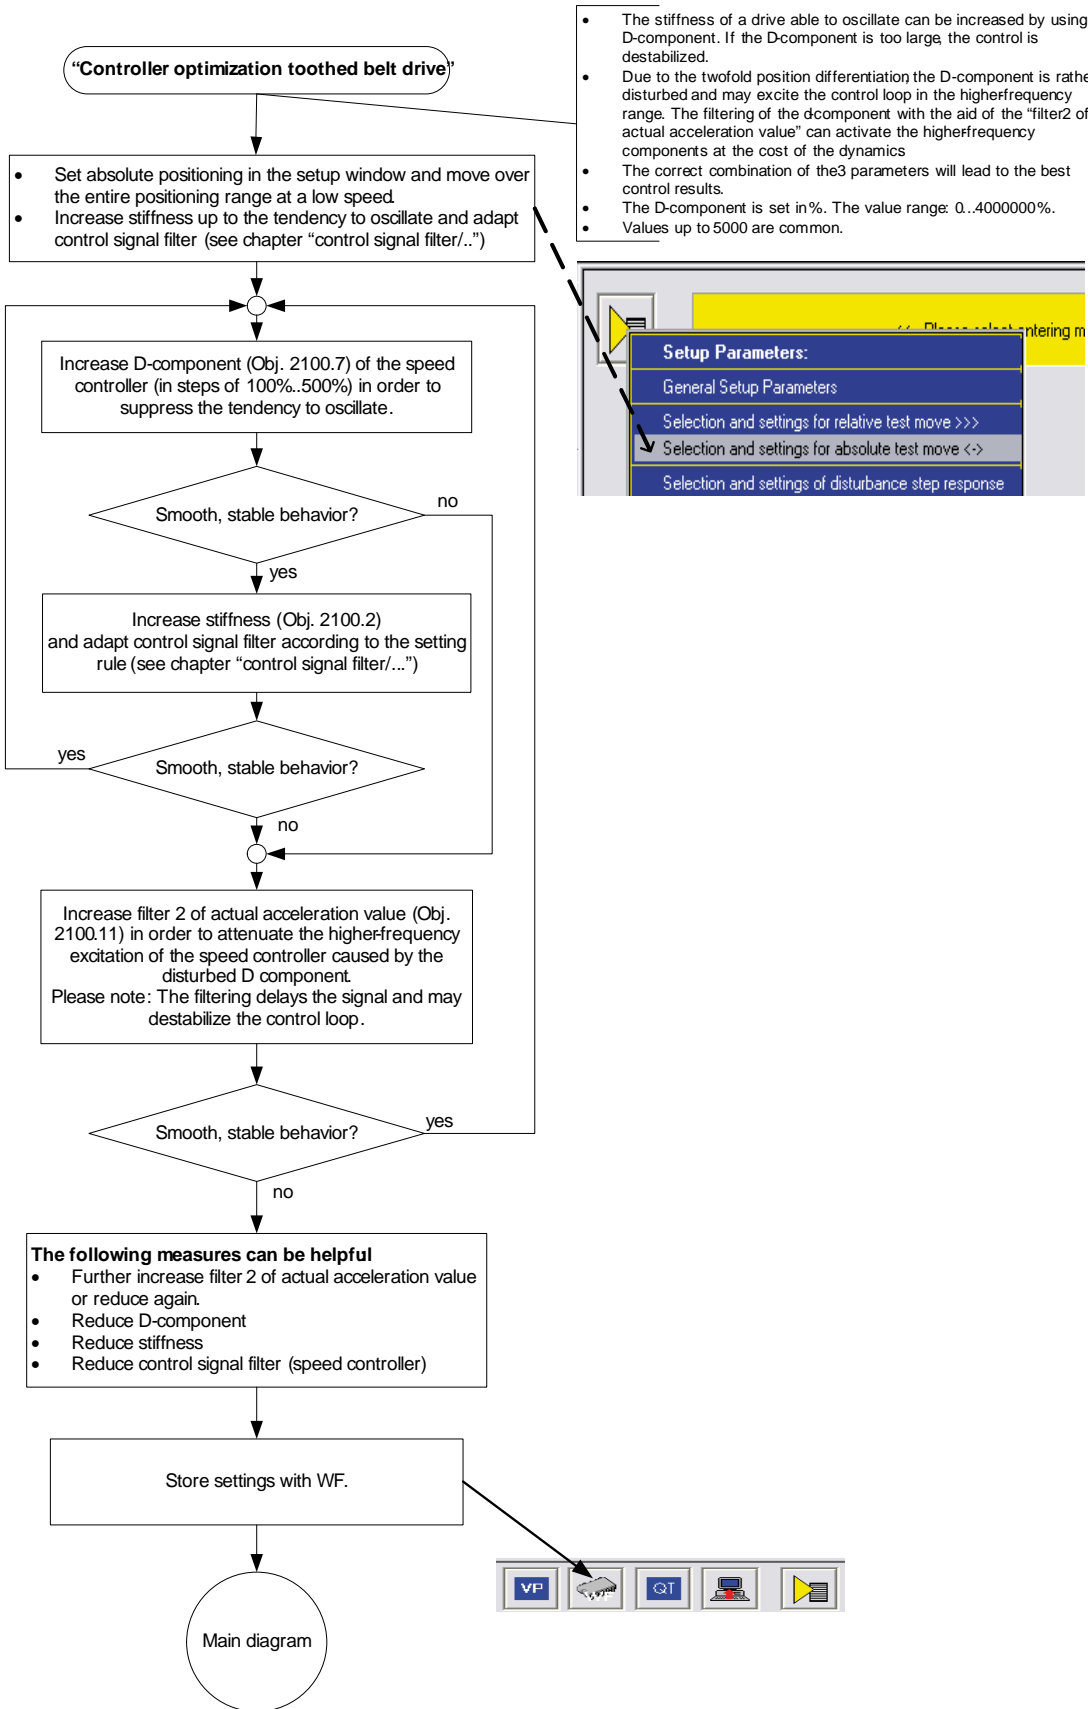 "Controller optimization toothed belt drive"
• The stiffness of a drive able to oscillate can be increased by using
D-component. If the D-component is too large, the control is
destabilized.
• Due to the twofold position differentiation, the D-component is rathe
disturbed and may excite the control loop in the higher-frequency
range. The filtering of the d-component with the aid of the "filter2 of
actual acceleration value" can activate the higher-frequency
components at the cost of the dynamics
• The correct combination of the 3 parameters will lead to the best
control results.
• The D-component is set in %. The value range: 0...4000000%.
• Values up to 5000 are common.
• Set absolute positioning in the setup window and move over
the entire positioning range at a low speed.
• Increase stiffness up to the tendency to oscillate and adapt
control signal filter (see chapter "control signal filter/..")
<< Please select entering m
Setup Parameters:
General Setup Parameters
Selection and settings for relative test move >>>
Selection and settings for absolute test move <->
Selection and settings of disturbance step response
Increase D-component (Obj. 2100.7) of the speed
controller (in steps of 100%..500%) in order to
suppress the tendency to oscillate.
Smooth, stable behavior?
no
yes
Increase stiffness (Obj. 2100.2)
and adapt control signal filter according to the setting
rule (see chapter "control signal filter/...")
yes
Smooth, stable behavior?
no
Increase filter 2 of actual acceleration value (Obj.
2100.11) in order to attenuate the higher-frequency
excitation of the speed controller caused by the
disturbed D component.
Please note: The filtering delays the signal and may
destabilize the control loop.
Smooth, stable behavior?
yes
no
The following measures can be helpful
• Further increase filter 2 of actual acceleration value
or reduce again.
• Reduce D-component
• Reduce stiffness
• Reduce control signal filter (speed controller)
Store settings with WF.
VP
WF
QT
Main diagram